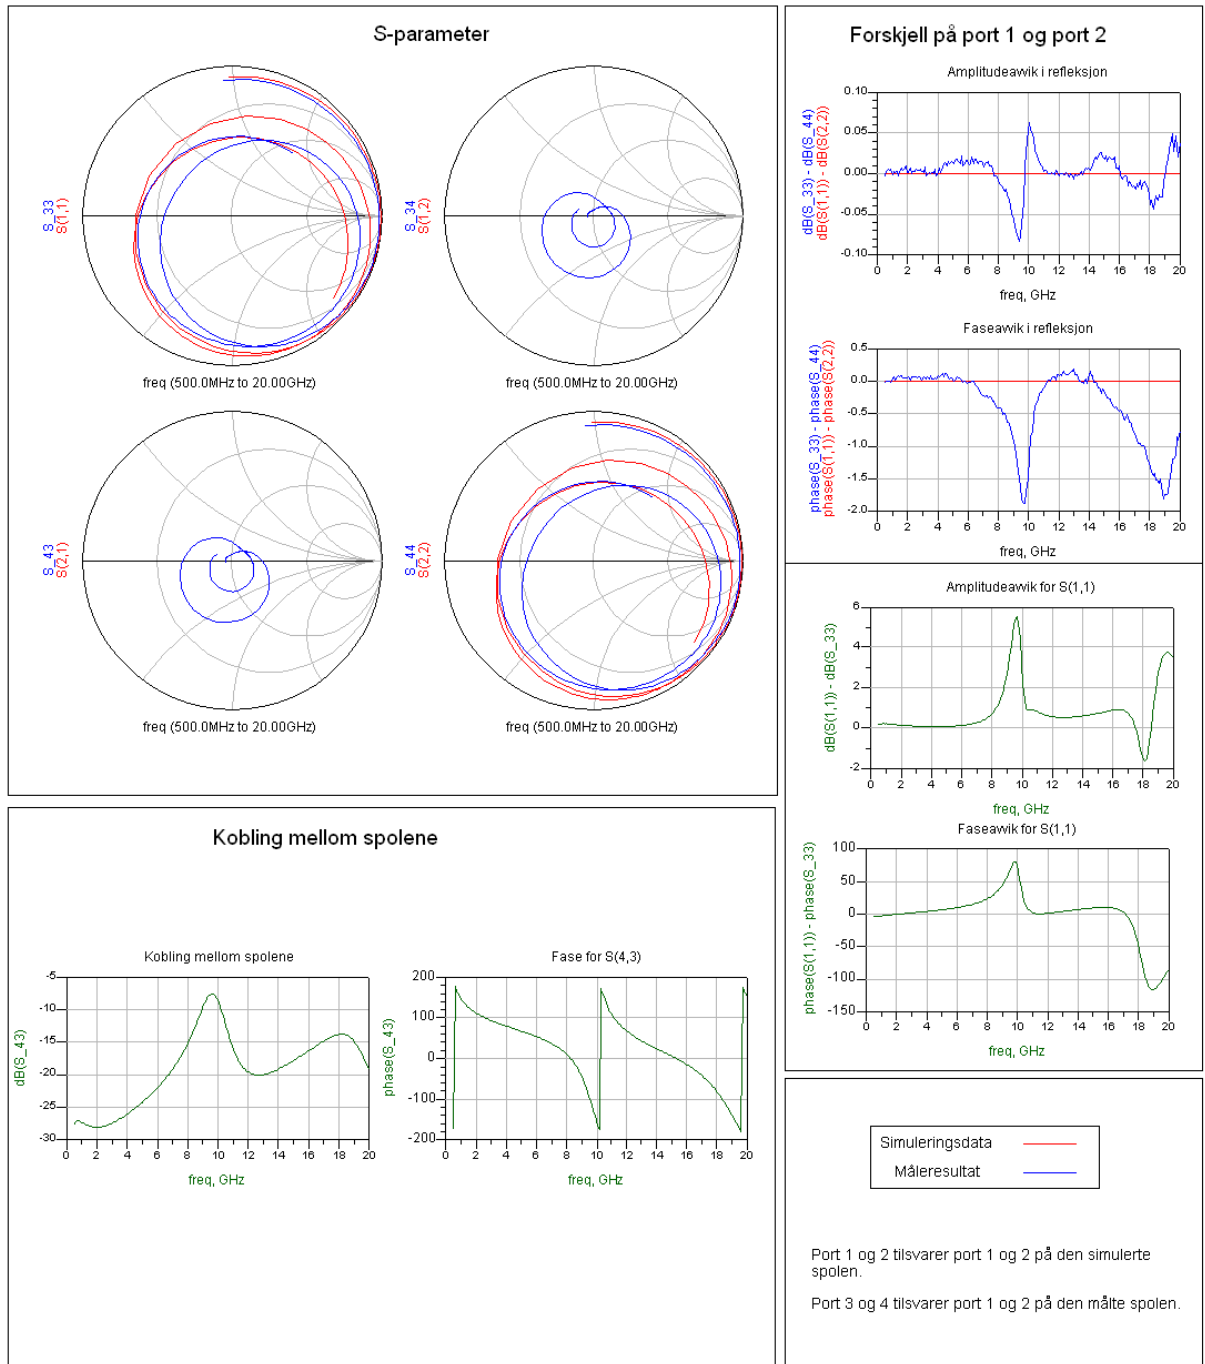 S-parameter
S_33
S(1,1)
freq (500.0MHz to 20.00GHz)
S_34
S(1,2)
freq (500.0MHz to 20.00GHz)
S_43
S(2,1)
freq (500.0MHz to 20.00GHz)
S_44
S(2,2)
freq (500.0MHz to 20.00GHz)
Forskjell på port 1 og port 2
Amplitudeavvik i refleksjon
dB(S_33) - dB(S_44)
dB(S(1,1)) - dB(S(2,2))
0.10
0.05
0.00
-0.05
-0.10
0 2 4 6 8 10 12 14 16 18 20
freq, GHz
Faseavvik i refleksjon
phase(S_33) - phase(S_44)
phase(S(1,1)) - phase(S(2,2))
0.5
0.0
-0.5
-1.0
-1.5
-2.0
0 2 4 6 8 10 12 14 16 18 20
freq, GHz
Amplitudeavvik for S(1,1)
dB(S(1,1)) - dB(S_33)
6
4
2
0
-2
0 2 4 6 8 10 12 14 16 18 20
freq, GHz
Faseavvik for S(1,1)
phase(S(1,1)) - phase(S_33)
100
50
0
-50
-100
-150
0 2 4 6 8 10 12 14 16 18 20
freq, GHz
Kobling mellom spolene
Kobling mellom spolene
dB(S_43)
-5
-10
-15
-20
-25
-30
0 2 4 6 8 10 12 14 16 18 20
freq, GHz
Fase for S(4,3)
phase(S_43)
200
100
0
-100
-200
0 2 4 6 8 10 12 14 16 18 20
freq, GHz
Simuleringsdata
Måleresultat
Port 1 og 2 tilsvarer port 1 og 2 på den simulerte
spolen.
Port 3 og 4 tilsvarer port 1 og 2 på den målte spolen.